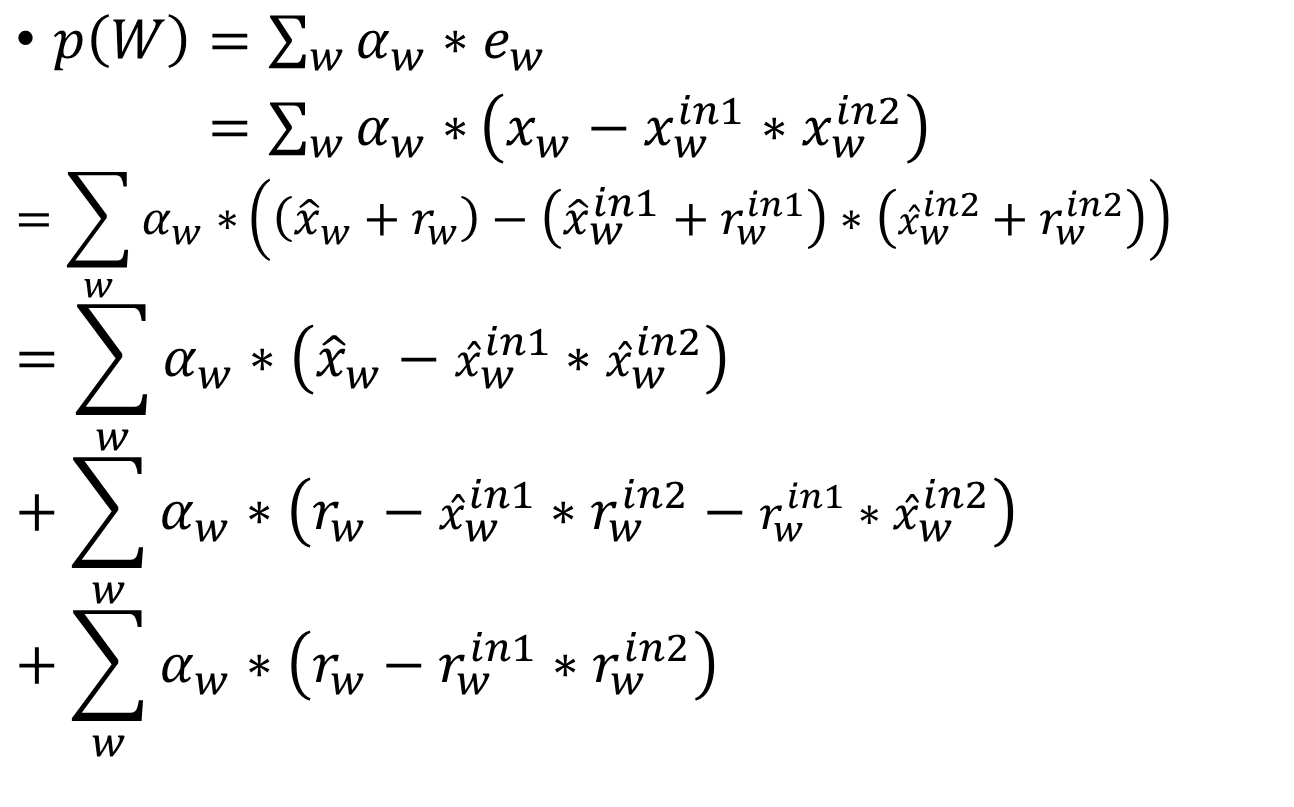 • p(W) = ∑_w α_w * e_w
= ∑_w α_w * (x_w − x_w^{in1} * x_w^{in2})
= ∑_w α_w * ((x̂_w + r_w) − (x̂_w^{in1} + r_w^{in1}) * (x̂_w^{in2} + r_w^{in2}))
= ∑_w α_w * (x̂_w − x̂_w^{in1} * x̂_w^{in2})
+ ∑_w α_w * (r_w − x̂_w^{in1} * r_w^{in2} − r_w^{in1} * x̂_w^{in2})
+ ∑_w α_w * (r_w − r_w^{in1} * r_w^{in2})